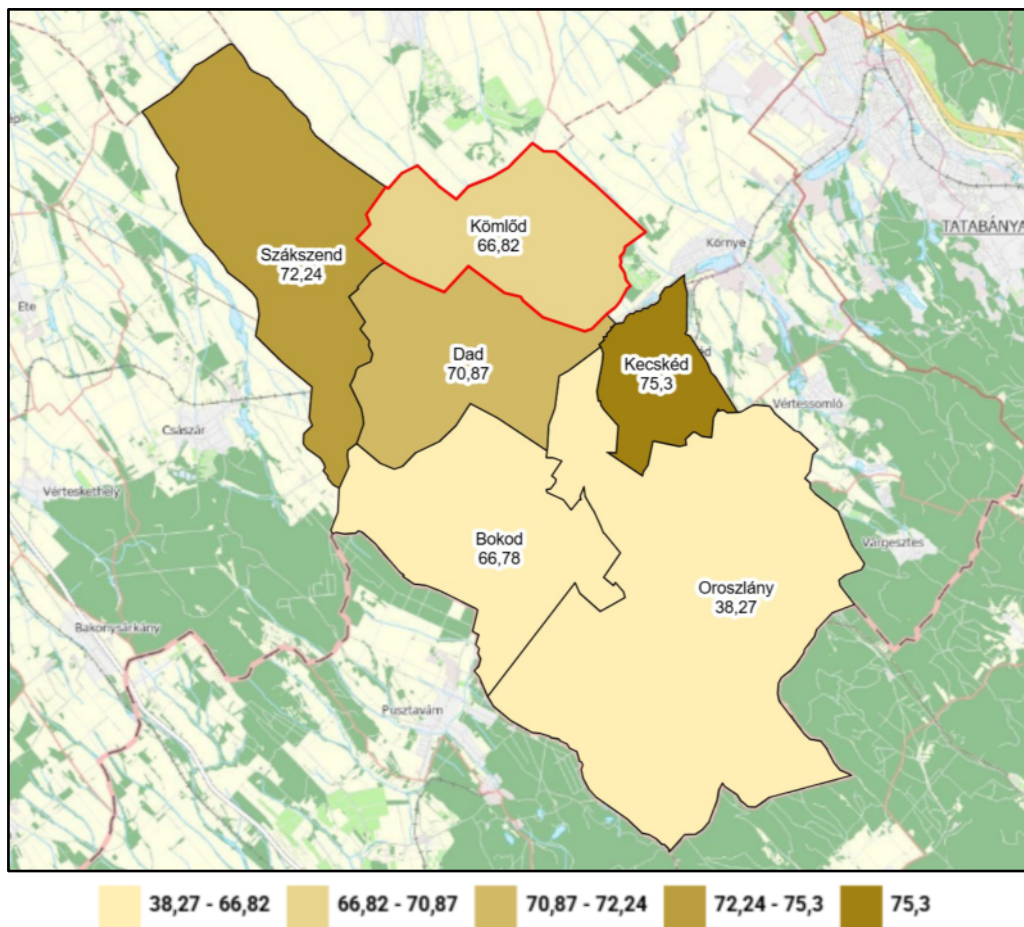 Kömlőd
66,82
TATABÁNYA
Környe
Szákszend
72,24
Ete
Dad
70,87
Kecskéd
75,3
Vértessomló
Császár
Vérteskethely
Bokod
66,78
Várgesztes
Oroszlány
38,27
Bakonysárkány
Pusztavám
38,27 - 66,82
66,82 - 70,87
70,87 - 72,24
72,24 - 75,3
75,3